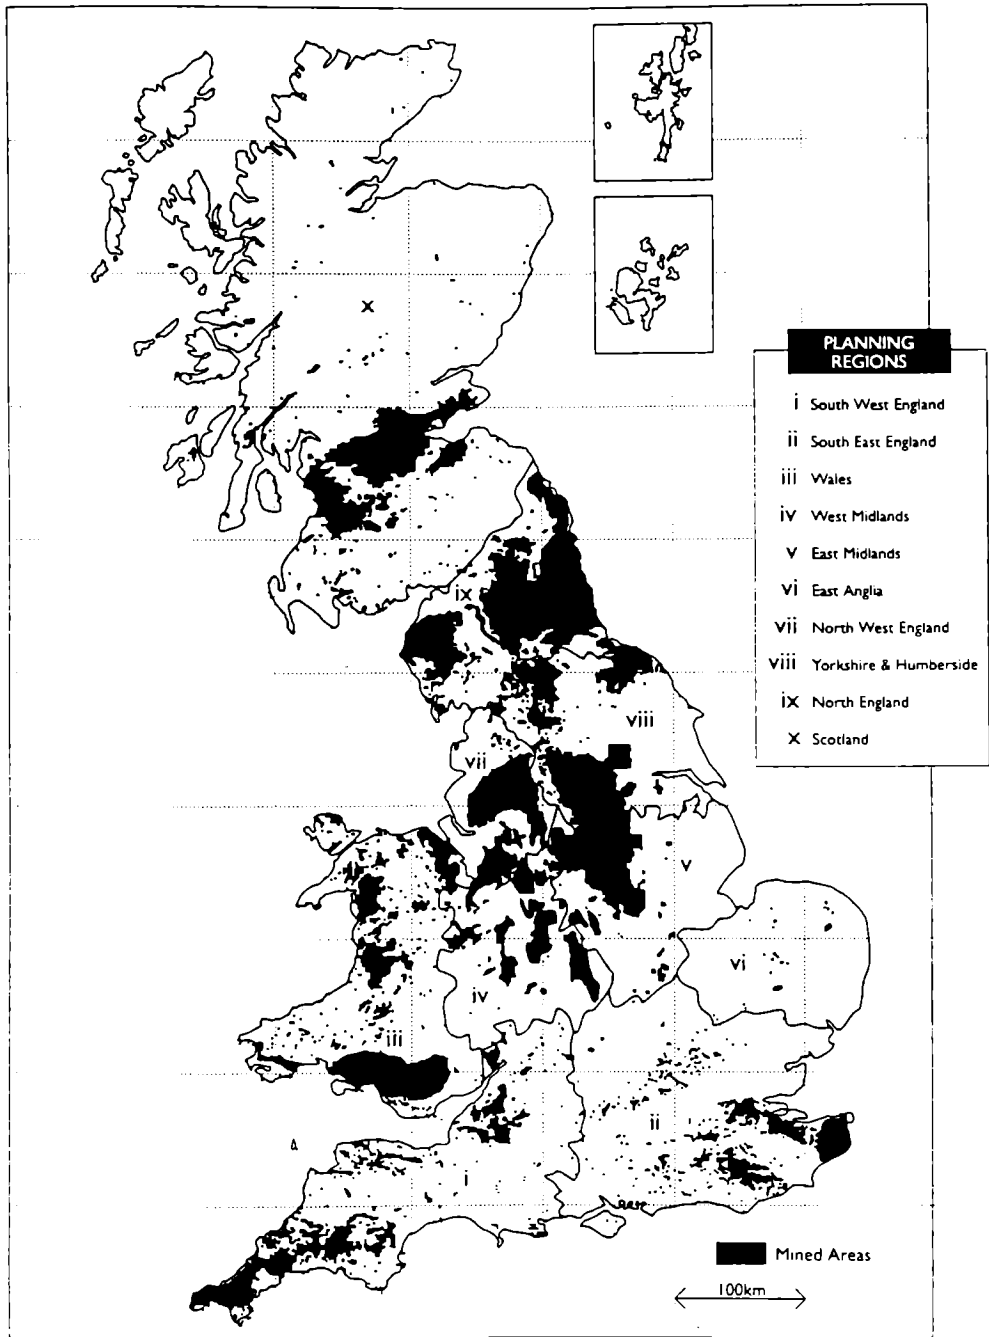 PLANNING
REGIONS
i South West England
ii South East England
iii Wales
iv West Midlands
v East Midlands
vi East Anglia
vii North West England
viii Yorkshire & Humberside
ix North England
x Scotland
x
ix
viii
vii
v
vi
iv
iii
ii
i
Mined Areas
100km